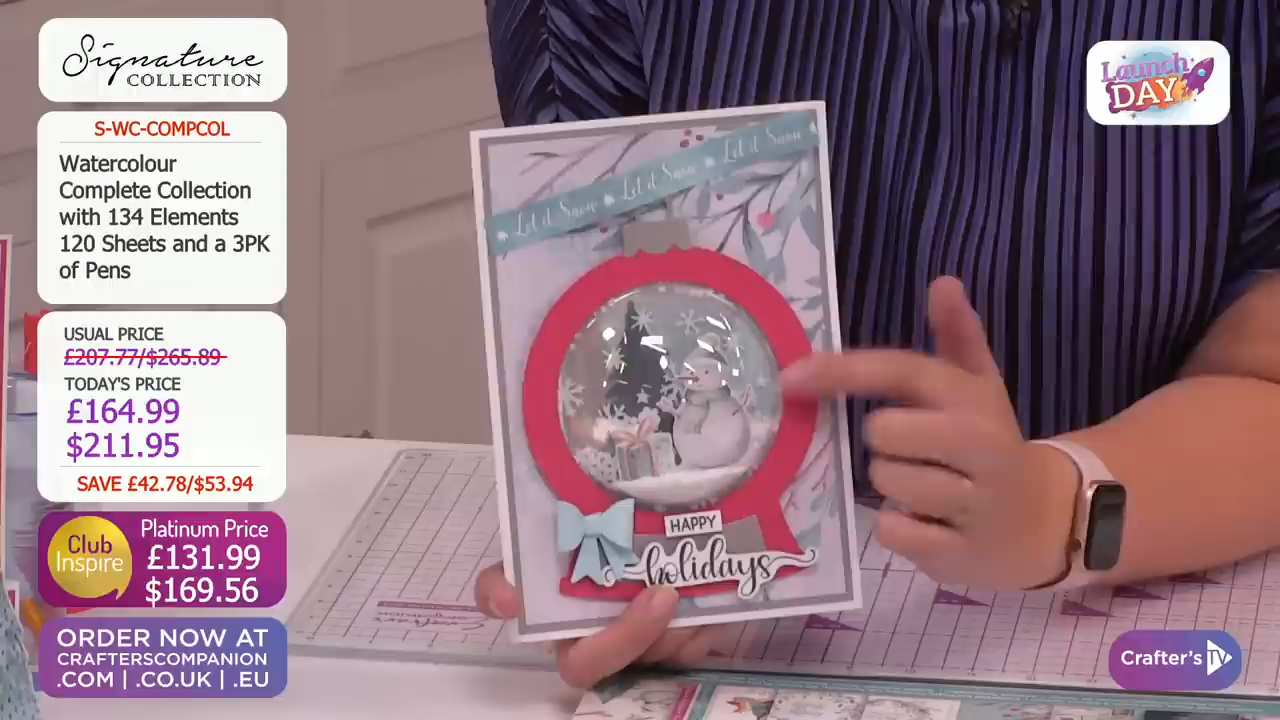 Signature
COLLECTION
S-WC-COMPCOL
Watercolour
Complete Collection
with 134 Elements
120 Sheets and a 3PK
of Pens
USUAL PRICE
£207.77/$265.89
TODAY'S PRICE
£164.99
$211.95
SAVE £42.78/$53.94
Club
Inspire
Platinum Price
£131.99
$169.56
ORDER NOW AT
CRAFTERSCOMPANION
.COM | .CO.UK | .EU
Launch
DAY
Let it Snow Let it Snow Let it Snow
HAPPY
holidays
Crafter's TV